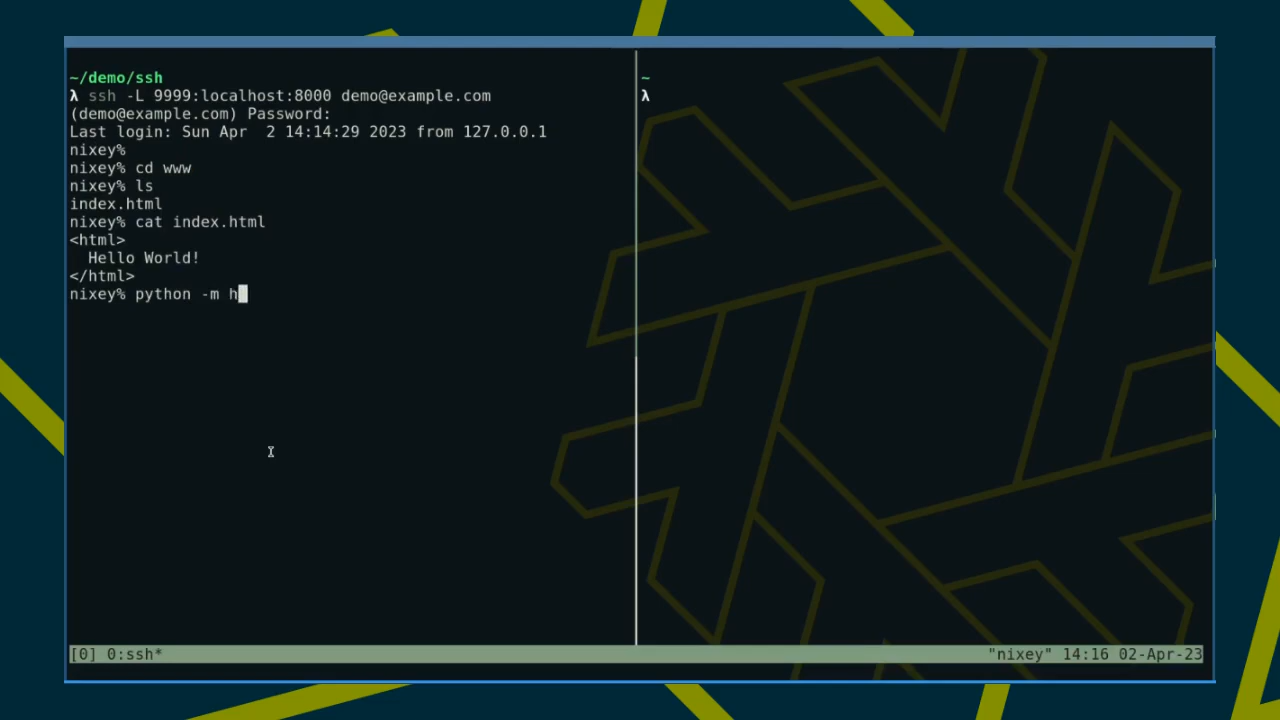 ~/demo/ssh
λ ssh -L 9999:localhost:8000 demo@example.com
(demo@example.com) Password:
Last login: Sun Apr  2 14:14:29 2023 from 127.0.0.1
nixey%
nixey% cd www
nixey% ls
index.html
nixey% cat index.html
<html>
  Hello World!
</html>
nixey% python -m h
~
λ
[0] 0:ssh* "nixey" 14:16 02-Apr-23